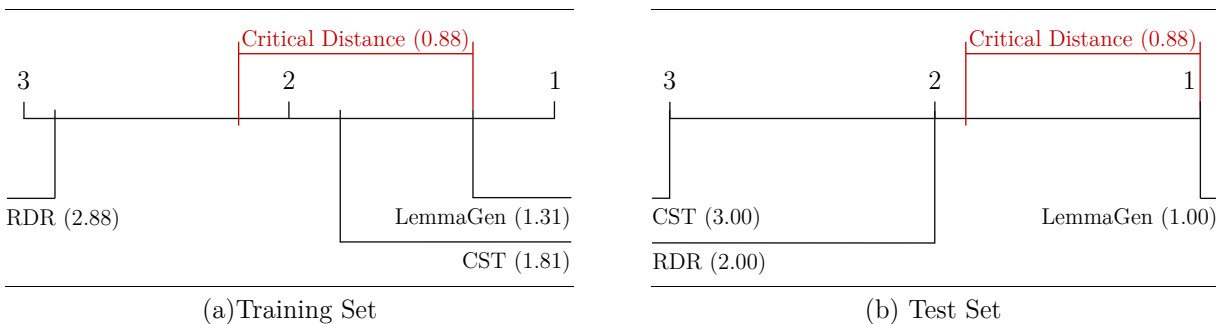 Critical Distance (0.88)
3 2 1
RDR (2.88)
LemmaGen (1.31)
CST (1.81)
(a)Training Set
Critical Distance (0.88)
3 2 1
CST (3.00)
LemmaGen (1.00)
RDR (2.00)
(b) Test Set